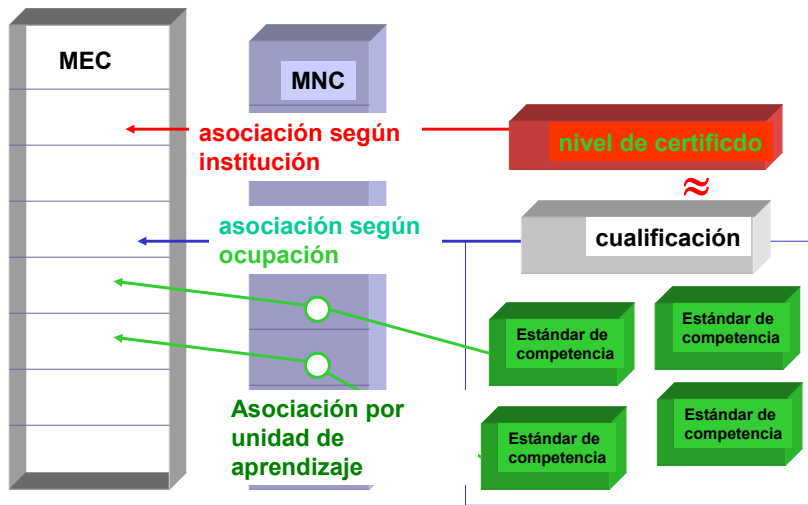 MEC
MNC
asociación según
institución
nivel de certificdo
≈
asociación según
ocupación
cualificación
Estándar de
competencia
Estándar de
competencia
Asociación por
unidad de
aprendizaje
Estándar de
competencia
Estándar de
competencia